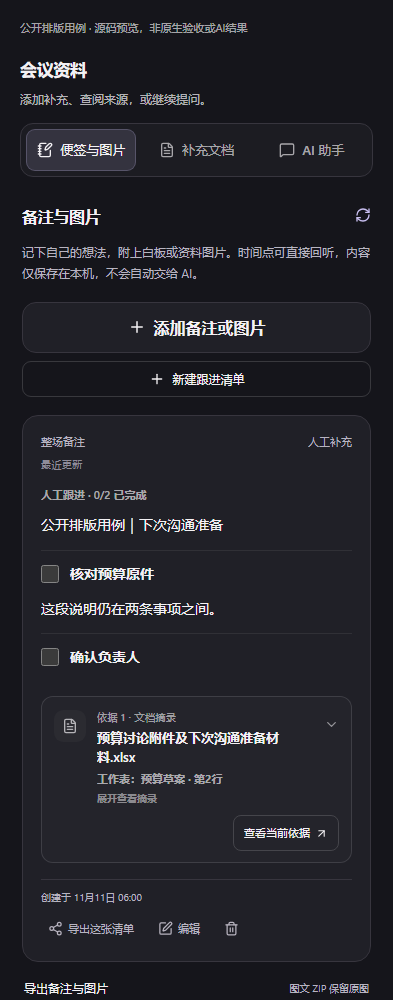 公开排版用例 · 源码预览，非原生验收或AI结果
会议资料
添加补充、查阅来源，或继续提问。
便签与图片
补充文档
AI 助手
备注与图片
记下自己的想法，附上白板或资料图片。时间点可直接回听，内容
仅保存在本机，不会自动交给 AI。
添加备注或图片
新建跟进清单
整场备注
人工补充
最近更新
人工跟进 · 0/2 已完成
公开排版用例｜下次沟通准备
核对预算原件
这段说明仍在两条事项之间。
确认负责人
依据 1 · 文档摘录
预算讨论附件及下次沟通准备材
料.xlsx
工作表：预算草案 · 第2行
展开查看摘录
查看当前依据
创建于 11月11日 06:00
导出这张清单
编辑
导出备注与图片
图文 ZIP 保留原图